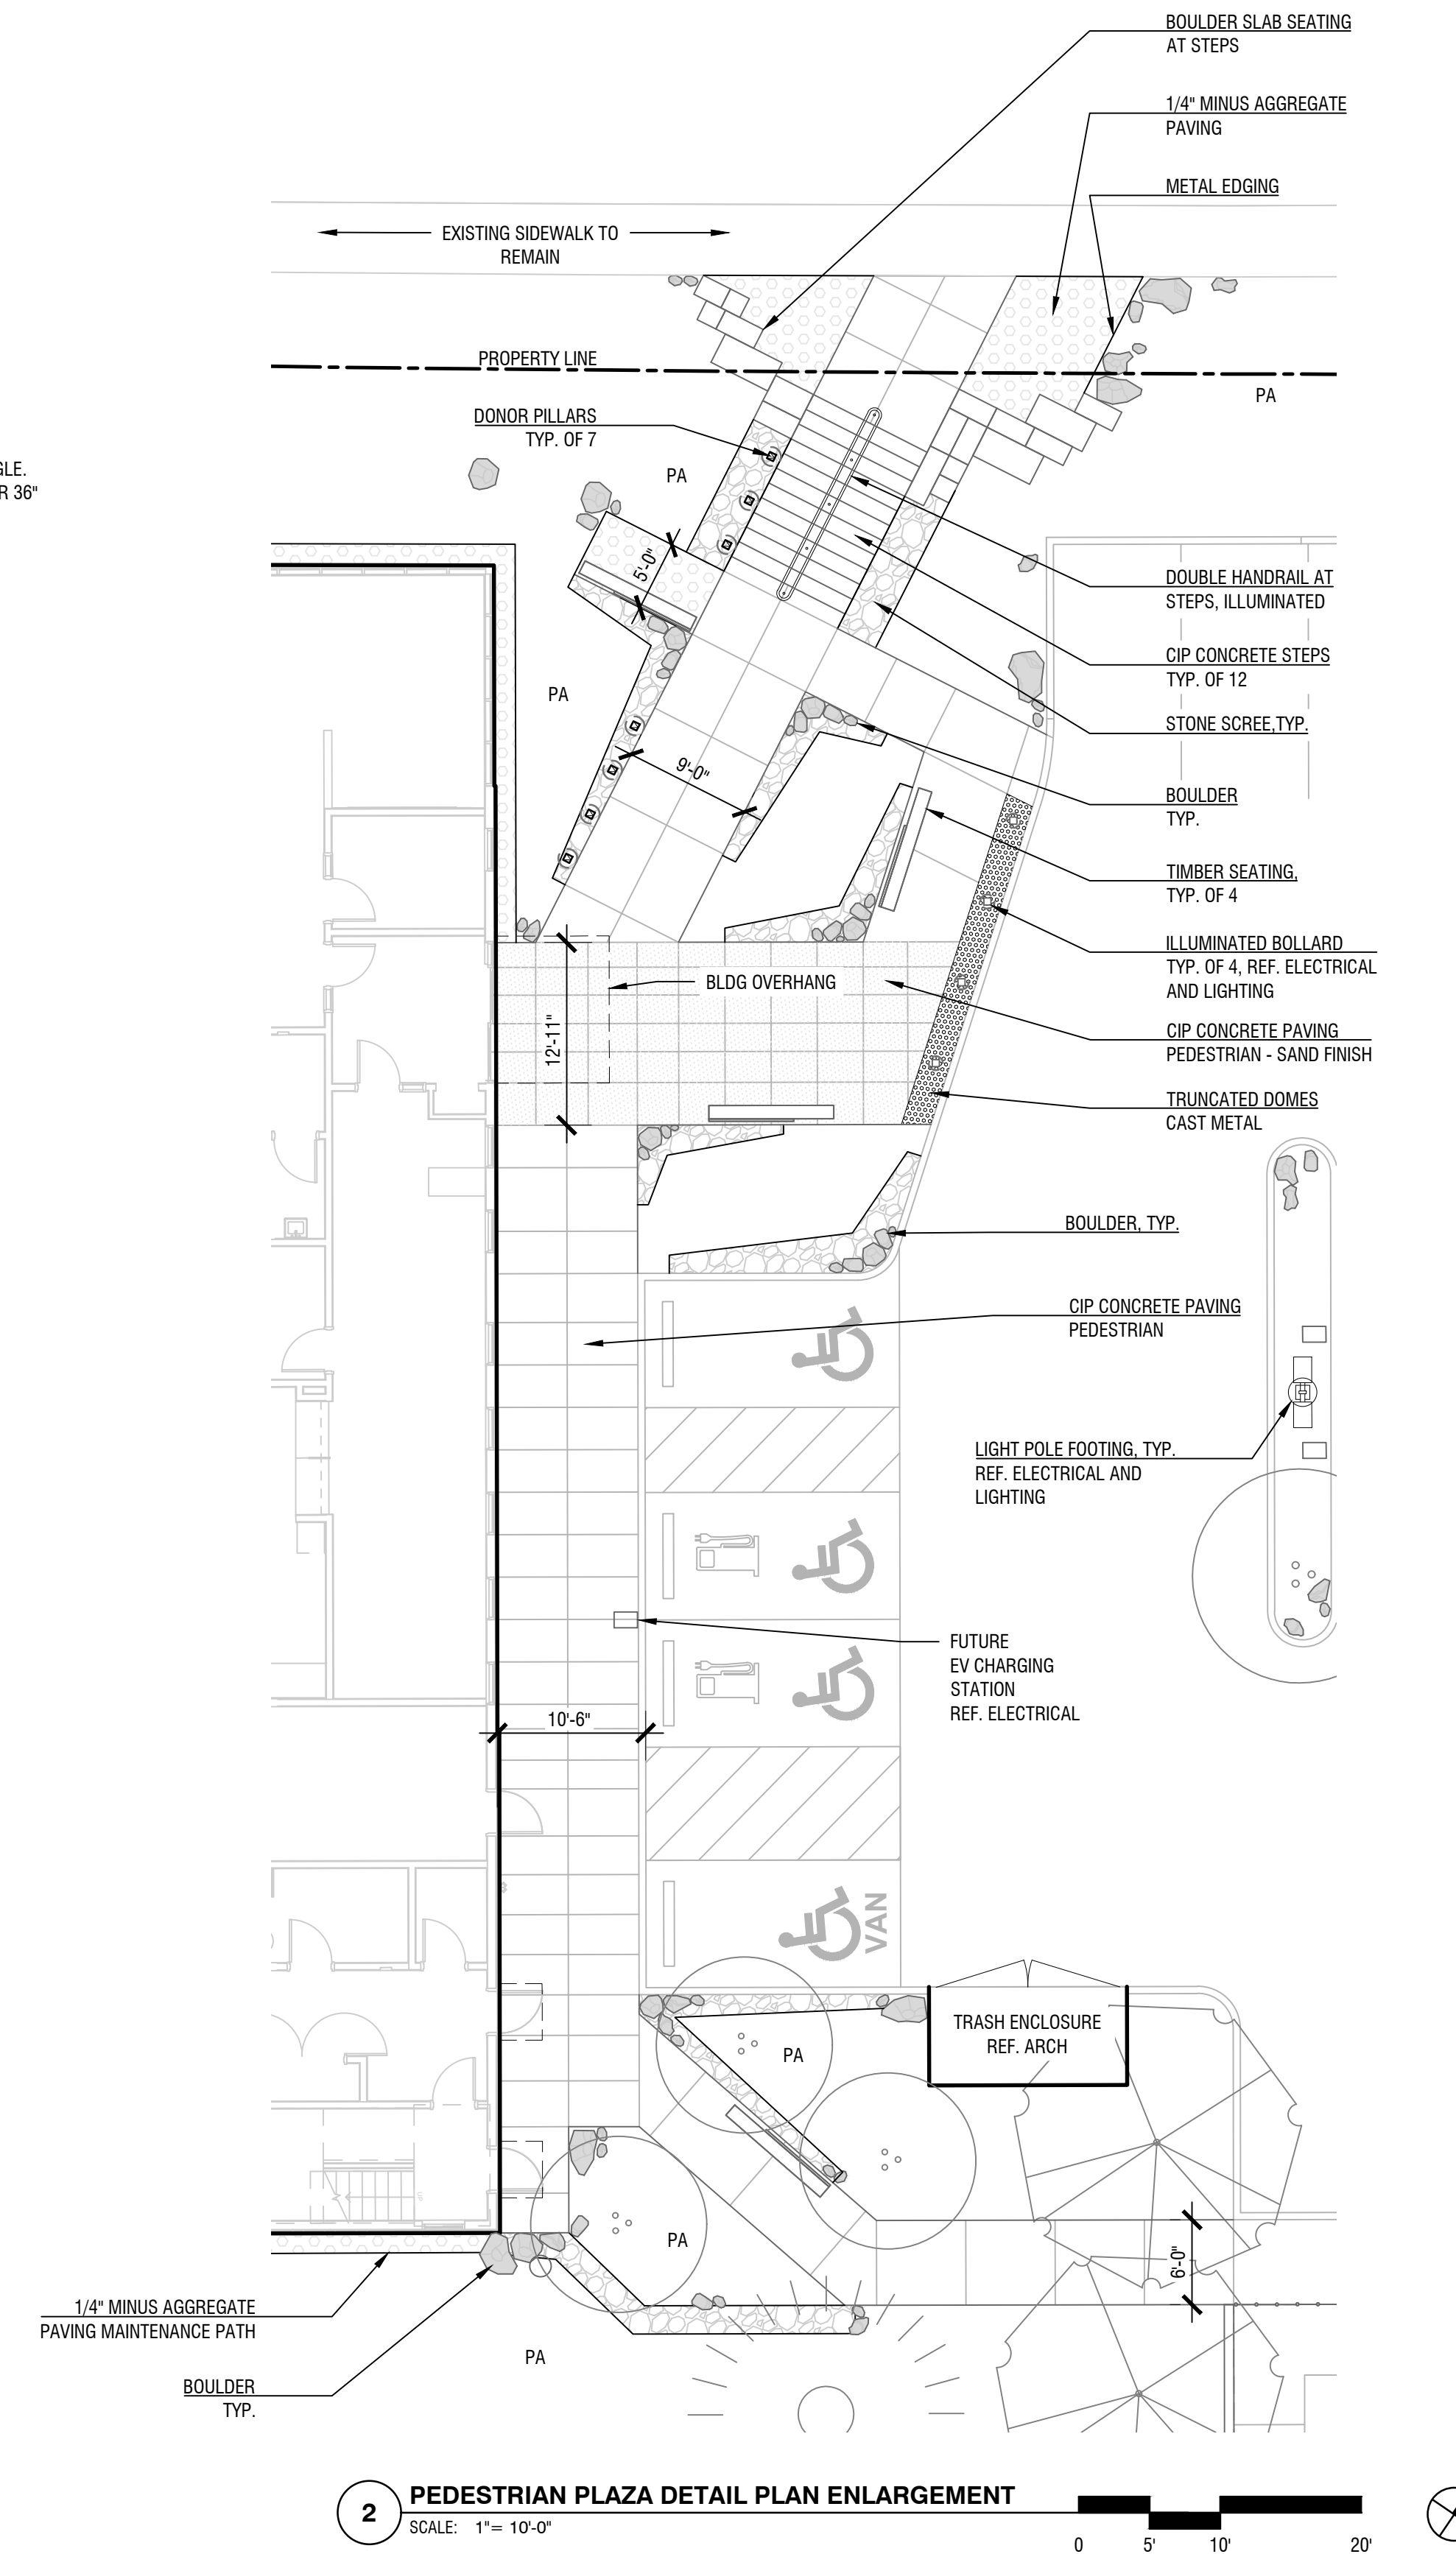 BOULDER SLAB SEATING
AT STEPS
1/4" MINUS AGGREGATE
PAVING
METAL EDGING
EXISTING SIDEWALK TO
REMAIN
PROPERTY LINE
PA
DONOR PILLARS
TYP. OF 7
GLE.
R 36"
PA
5'-0"
DOUBLE HANDRAIL AT
STEPS, ILLUMINATED
CIP CONCRETE STEPS
TYP. OF 12
PA
STONE SCREE,TYP.
9'-0"
BOULDER
TYP.
TIMBER SEATING,
TYP. OF 4
ILLUMINATED BOLLARD
TYP. OF 4, REF. ELECTRICAL
AND LIGHTING
BLDG OVERHANG
12'-11"
CIP CONCRETE PAVING
PEDESTRIAN - SAND FINISH
TRUNCATED DOMES
CAST METAL
BOULDER, TYP.
CIP CONCRETE PAVING
PEDESTRIAN
LIGHT POLE FOOTING, TYP.
REF. ELECTRICAL AND
LIGHTING
FUTURE
EV CHARGING
STATION
REF. ELECTRICAL
10'-6"
VAN
TRASH ENCLOSURE
REF. ARCH
PA
PA
6'-0"
1/4" MINUS AGGREGATE
PAVING MAINTENANCE PATH
PA
BOULDER
TYP.
2
PEDESTRIAN PLAZA DETAIL PLAN ENLARGEMENT
SCALE: 1"= 10'-0"
0 5' 10' 20'